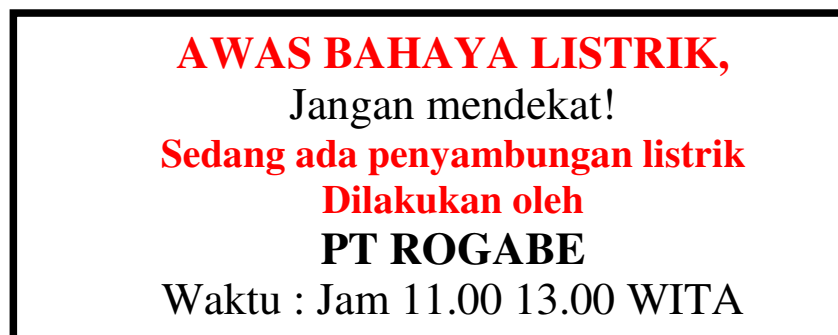 AWAS BAHAYA LISTRIK,
Jangan mendekat!
Sedang ada penyambungan listrik
Dilakukan oleh
PT ROGABE
Waktu : Jam 11.00 13.00 WITA